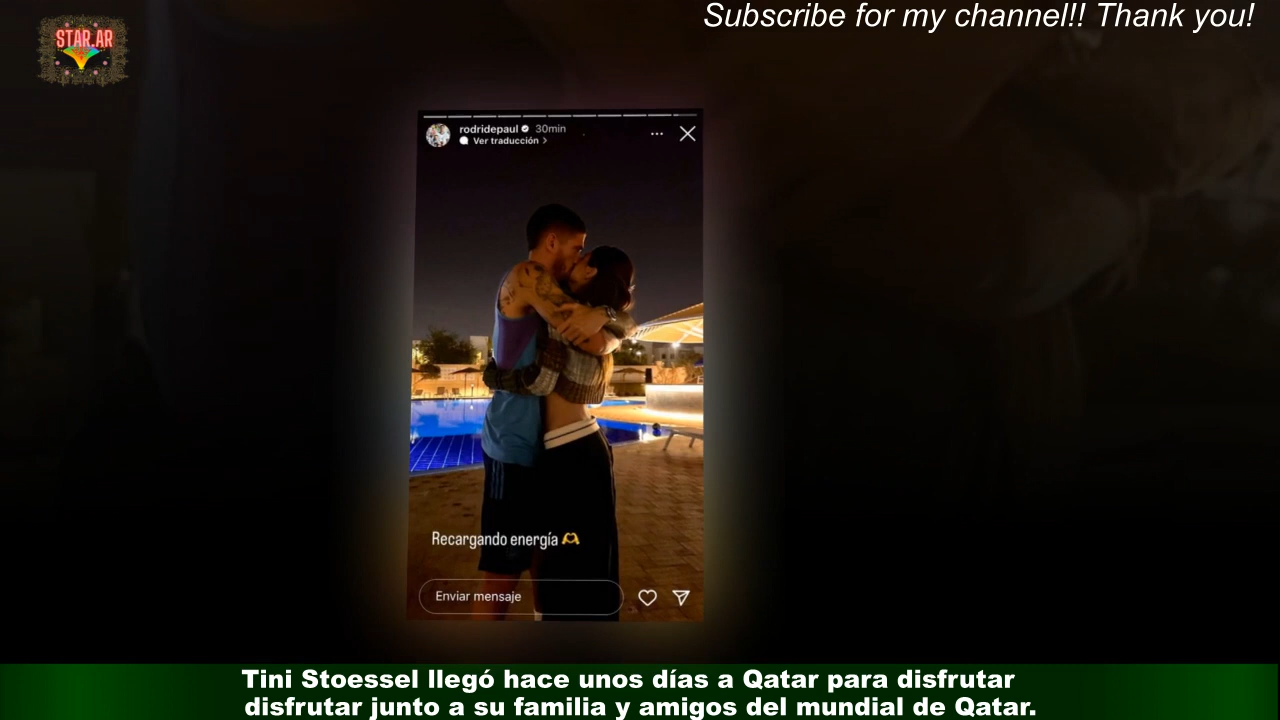 Subscribe for my channel!! Thank you!
STAR.AR
rodridepaul 30min
Ver traducción
Recargando energía
Enviar mensaje
Tini Stoessel llegó hace unos días a Qatar para disfrutar
disfrutar junto a su familia y amigos del mundial de Qatar.